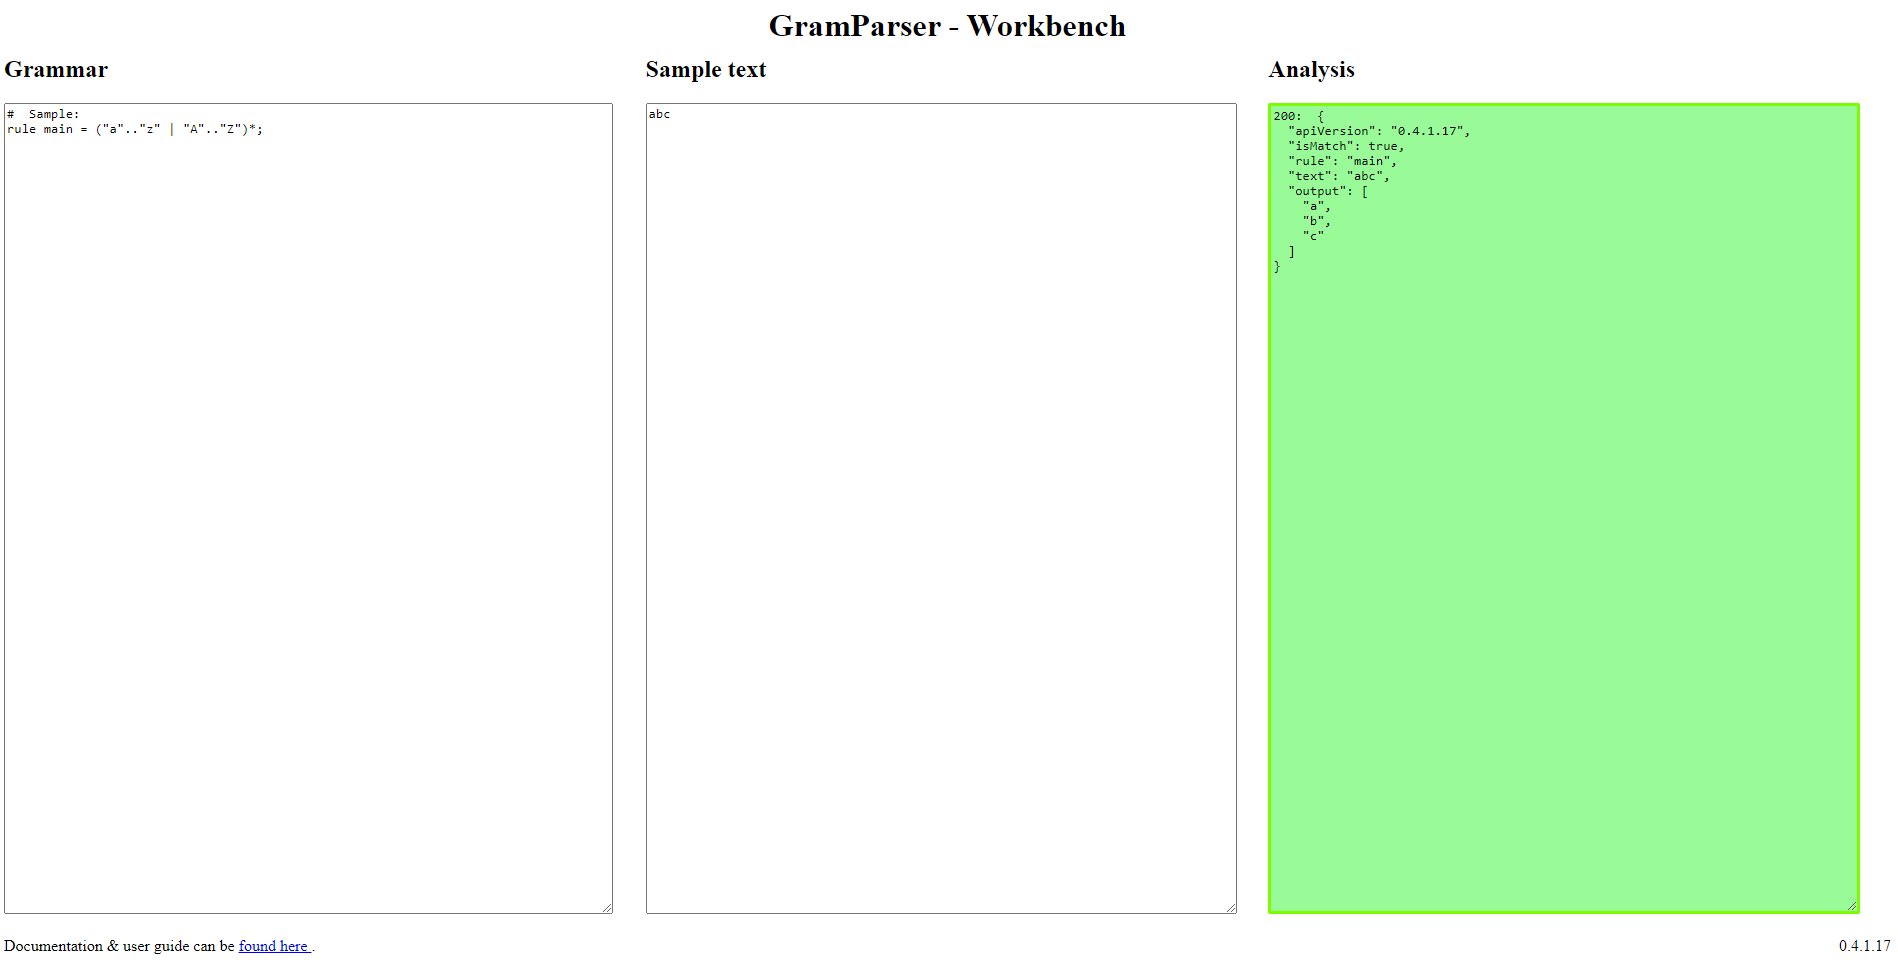 GramParser - Workbench
Grammar
#  Sample:
rule main = ("a".."z" | "A".."Z")*;
Sample text
abc
Analysis
200:  {
  "apiVersion": "0.4.1.17",
  "isMatch": true,
  "rule": "main",
  "text": "abc",
  "output": [
    "a",
    "b",
    "c"
  ]
}
Documentation & user guide can be found here .
0.4.1.17